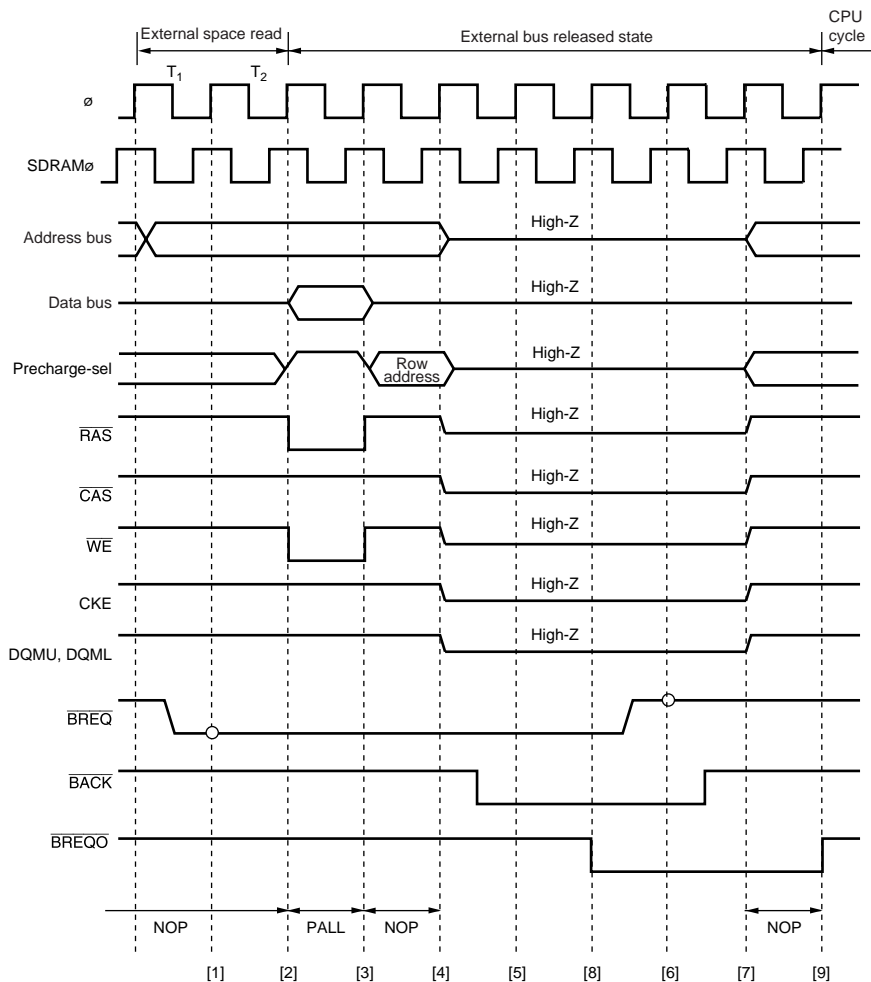 External space read
External bus released state
CPU
cycle
T1
T2
ø
SDRAMø
Address bus
High-Z
Data bus
High-Z
Precharge-sel
Row
address
High-Z
RAS
High-Z
CAS
High-Z
WE
High-Z
CKE
High-Z
DQMU, DQML
High-Z
BREQ
BACK
BREQO
NOP
PALL
NOP
NOP
[1]
[2]
[3]
[4]
[5]
[8]
[6]
[7]
[9]